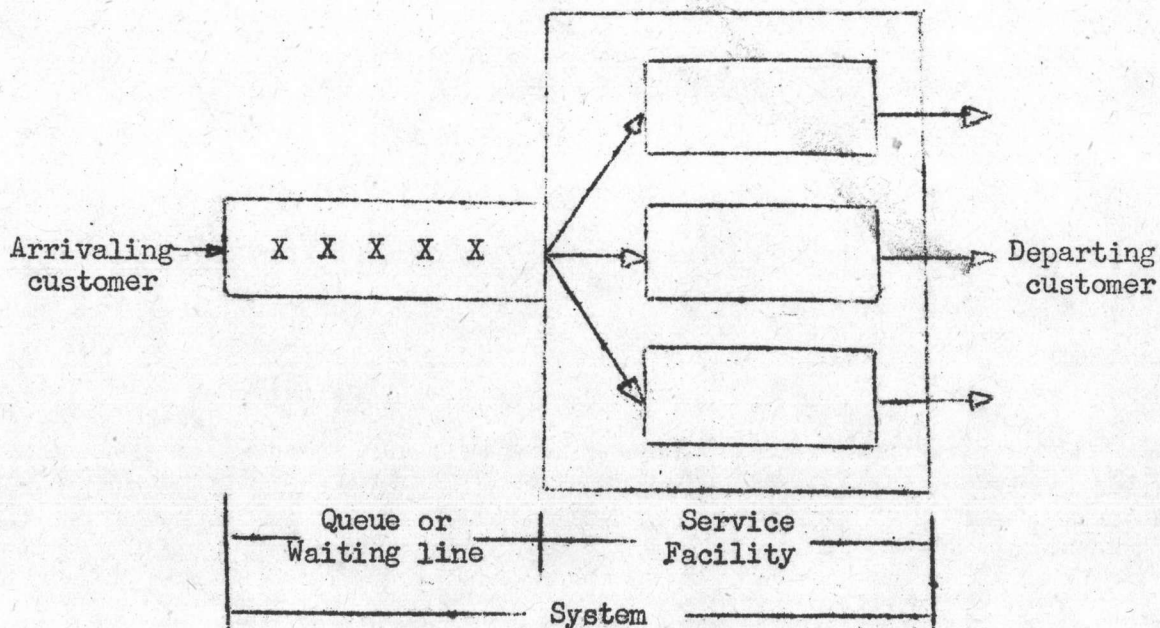 Arrivaling
customer
X X X X X
Departing
customer
Queue or
Waiting line
Service
Facility
System